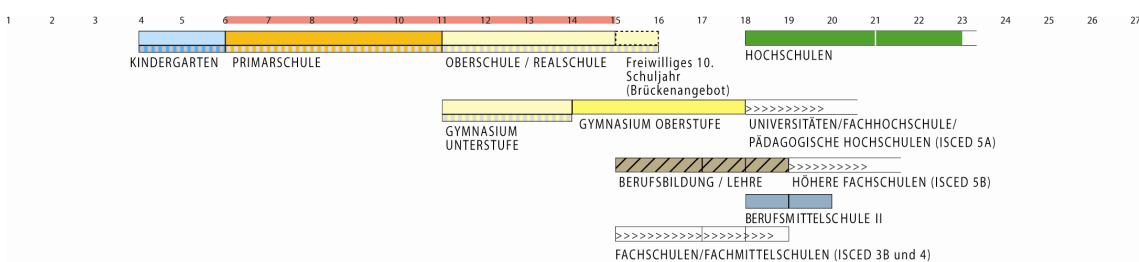 1 2 3 4 5 6 7 8 9 10 11 12 13 14 15 16 17 18 19 20 21 22 23 24 25 26 27
KINDERGARTEN
PRIMARSCHULE
OBERSCHULE / REALSCHULE
Freiwilliges 10.
Schuljahr
(Brückenangebot)
HOCHSCHULEN
GYMNASIUM
UNTERSTUFE
GYMNASIUM OBERSTUFE
>>>>>>>>>>
UNIVERSITÄTEN/FACHHOCHSCHULE/
PÄDAGOGISCHE HOCHSCHULEN (ISCED 5A)
>>>>>>>>>>
BERUFSBILDUNG / LEHRE
HÖHERE FACHSCHULEN (ISCED 5B)
BERUFSMITTELSCHULE II
>>>>>>>>>>>>>>>>>>>>
FACHSCHULEN/FACHMITTELSCHULEN (ISCED 3B und 4)